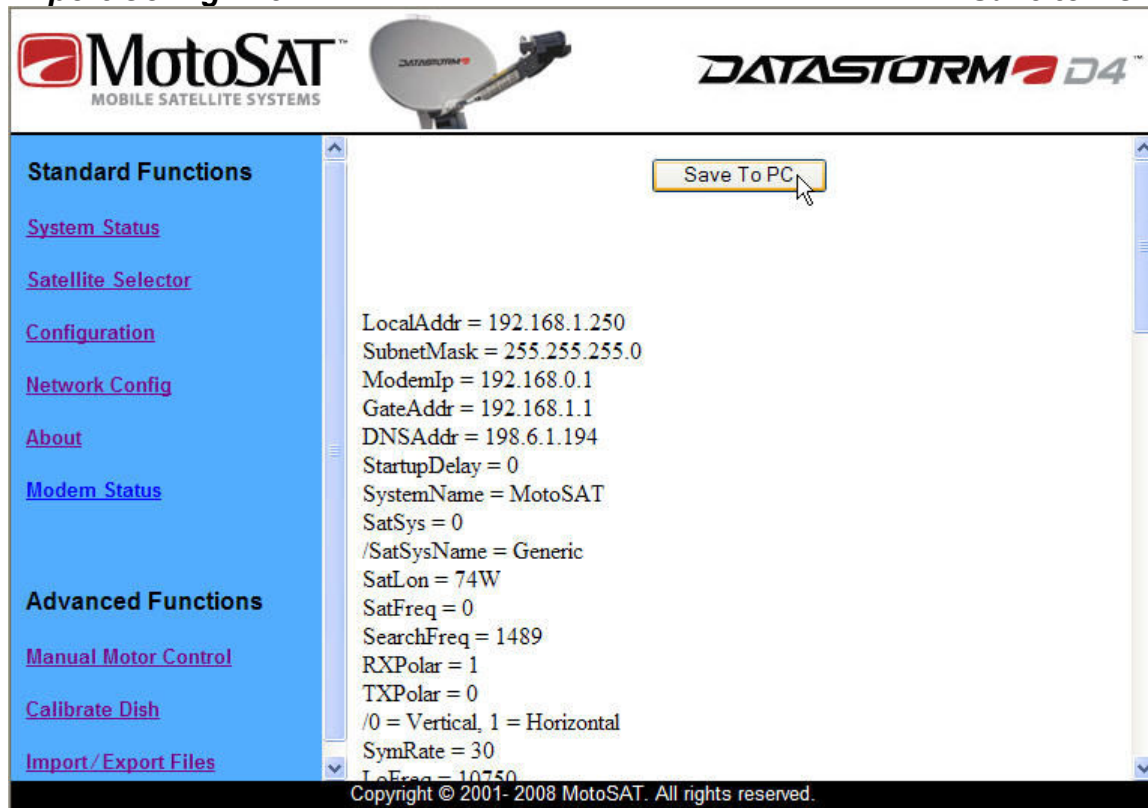 MotoSAT™
MOBILE SATELLITE SYSTEMS
DATASTORM
DATASTORM D4™
Standard Functions
System Status
Satellite Selector
Configuration
Network Config
About
Modem Status
Advanced Functions
Manual Motor Control
Calibrate Dish
Import/Export Files
Save To PC
LocalAddr = 192.168.1.250
SubnetMask = 255.255.255.0
ModemIp = 192.168.0.1
GateAddr = 192.168.1.1
DNSAddr = 198.6.1.194
StartupDelay = 0
SystemName = MotoSAT
SatSys = 0
/SatSysName = Generic
SatLon = 74W
SatFreq = 0
SearchFreq = 1489
RXPolar = 1
TXPolar = 0
/0 = Vertical, 1 = Horizontal
SymRate = 30
LoFreq = 10750
Copyright © 2001- 2008 MotoSAT. All rights reserved.